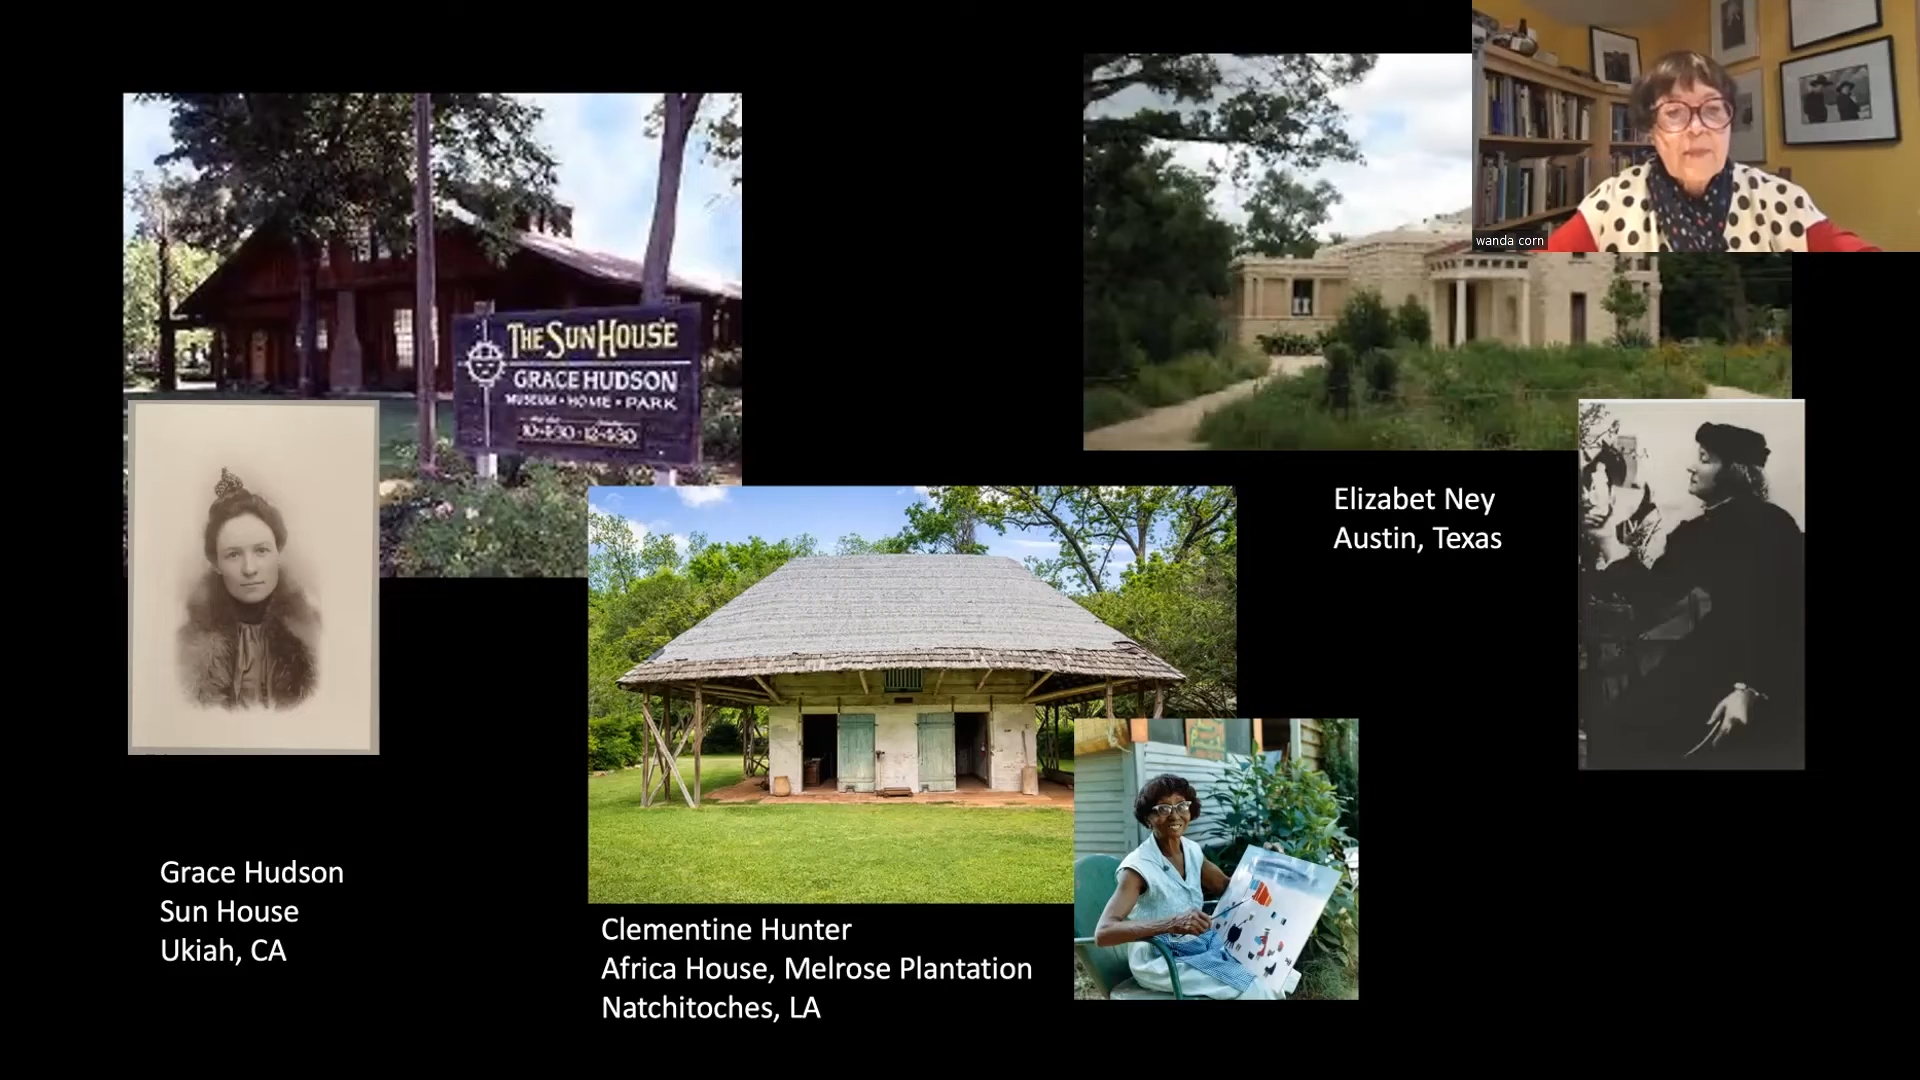 THE SUN HOUSE
GRACE HUDSON
MUSEUM • HOME • PARK
wanda corn
Elizabet Ney
Austin, Texas
Grace Hudson
Sun House
Ukiah, CA
Clementine Hunter
Africa House, Melrose Plantation
Natchitoches, LA